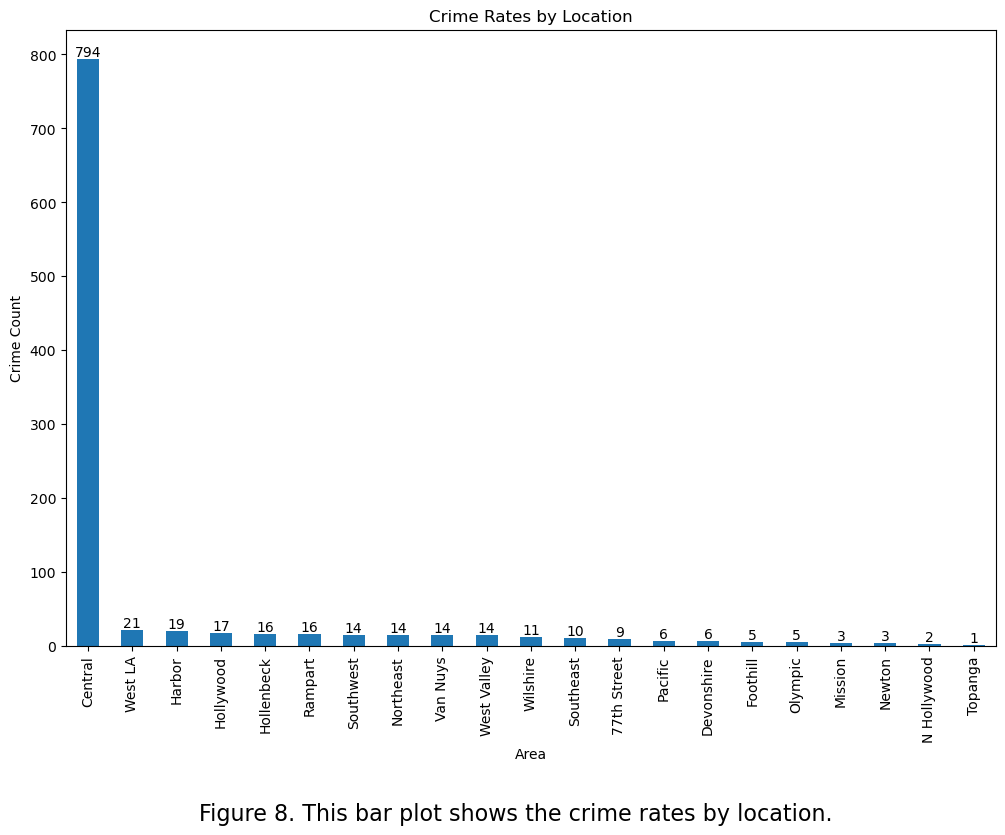 Crime Rates by Location
800
700
600
500
400
300
200
100
0
Crime Count
794
21
19
17
16
16
14
14
14
14
11
10
9
6
6
5
5
3
3
2
1
Central
West LA
Harbor
Hollywood
Hollenbeck
Rampart
Southwest
Northeast
Van Nuys
West Valley
Wilshire
Southeast
77th Street
Pacific
Devonshire
Foothill
Olympic
Mission
Newton
N Hollywood
Topanga
Area
Figure 8. This bar plot shows the crime rates by location.